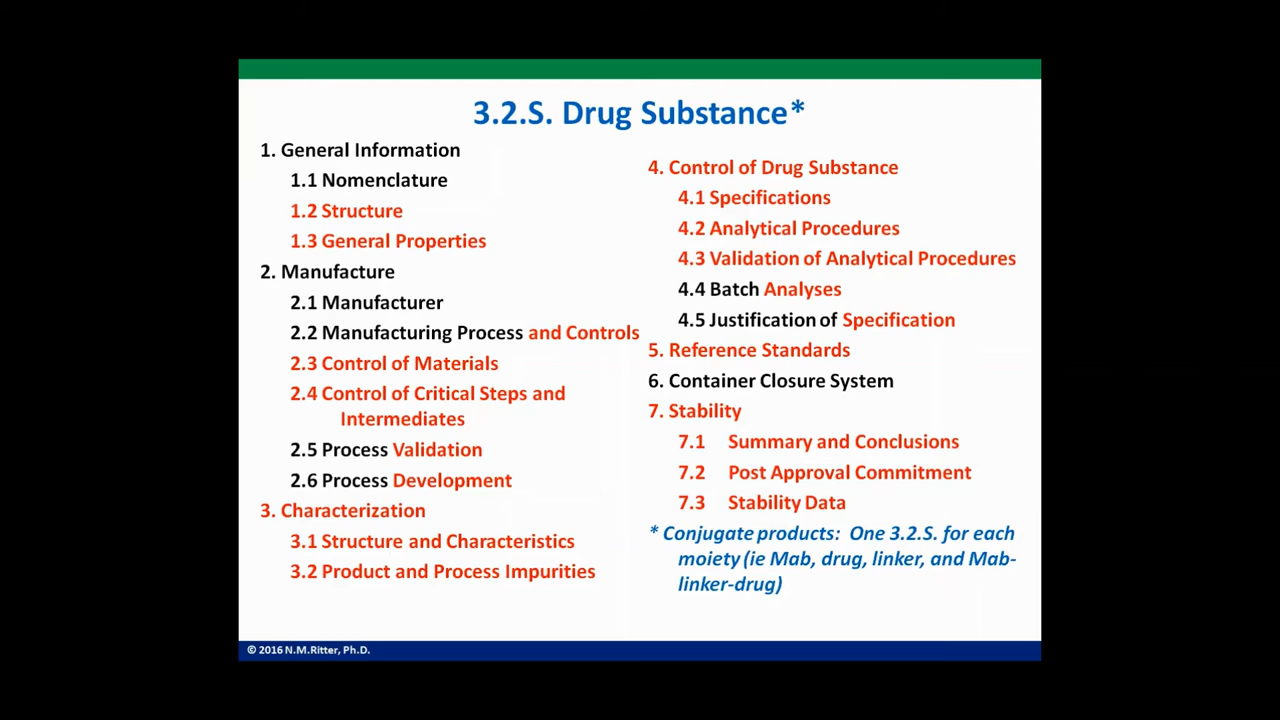 3.2.S. Drug Substance*
1. General Information
1.1 Nomenclature
1.2 Structure
1.3 General Properties
2. Manufacture
2.1 Manufacturer
2.2 Manufacturing Process and Controls
2.3 Control of Materials
2.4 Control of Critical Steps and
Intermediates
2.5 Process Validation
2.6 Process Development
3. Characterization
3.1 Structure and Characteristics
3.2 Product and Process Impurities
4. Control of Drug Substance
4.1 Specifications
4.2 Analytical Procedures
4.3 Validation of Analytical Procedures
4.4 Batch Analyses
4.5 Justification of Specification
5. Reference Standards
6. Container Closure System
7. Stability
7.1 Summary and Conclusions
7.2 Post Approval Commitment
7.3 Stability Data
* Conjugate products: One 3.2.S. for each
moiety (ie Mab, drug, linker, and Mab-
linker-drug)
© 2016 N.M.Ritter, Ph.D.